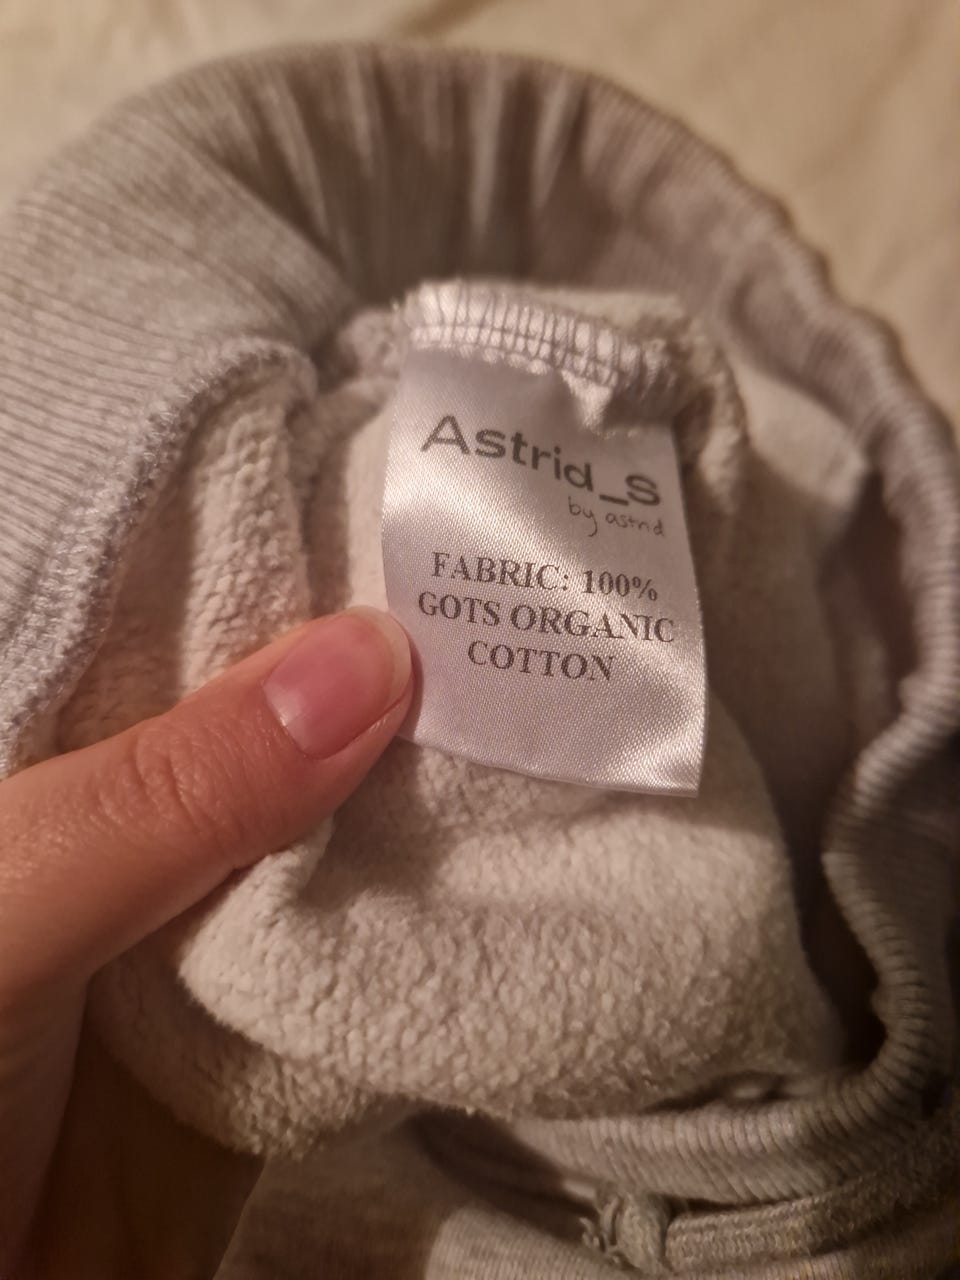 Astrid_S
by astrid
FABRIC: 100%
GOTS ORGANIC
COTTON